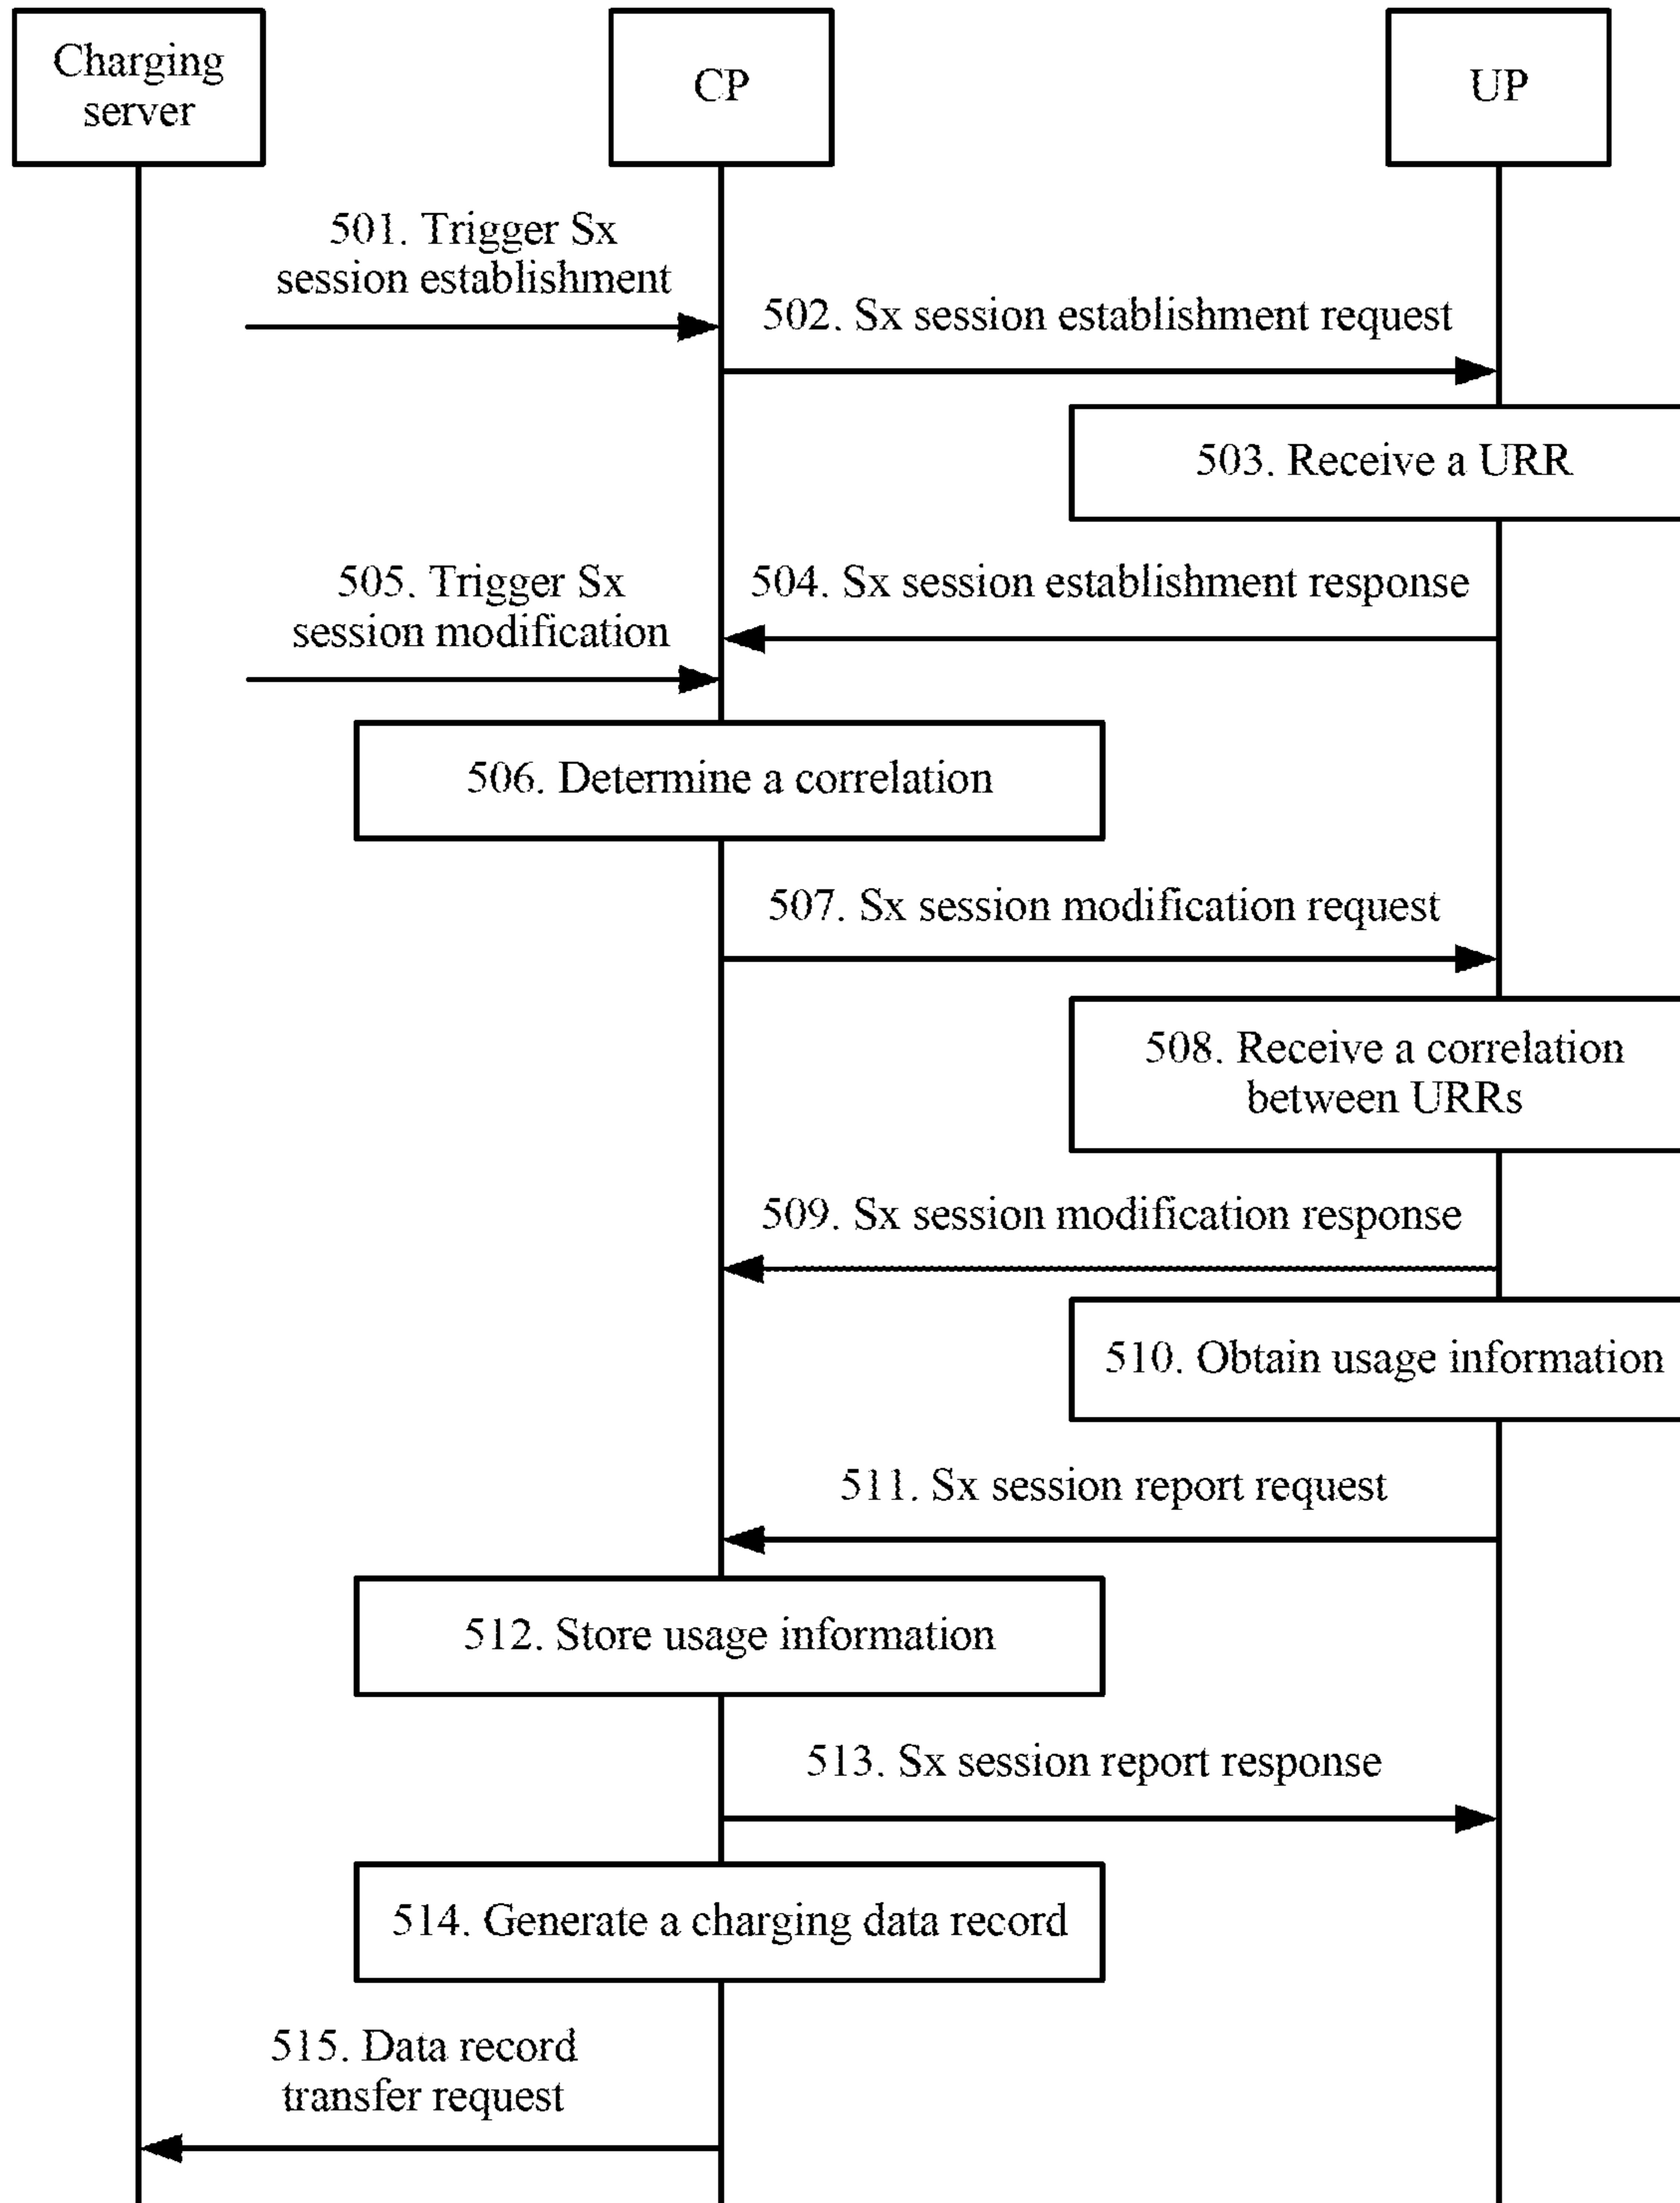 Charging
server
CP
UP
501. Trigger Sx
session establishment
502. Sx session establishment request
503. Receive a URR
504. Sx session establishment response
505. Trigger Sx
session modification
506. Determine a correlation
507. Sx session modification request
508. Receive a correlation
between URRs
509. Sx session modification response
510. Obtain usage information
511. Sx session report request
512. Store usage information
513. Sx session report response
514. Generate a charging data record
515. Data record
transfer request